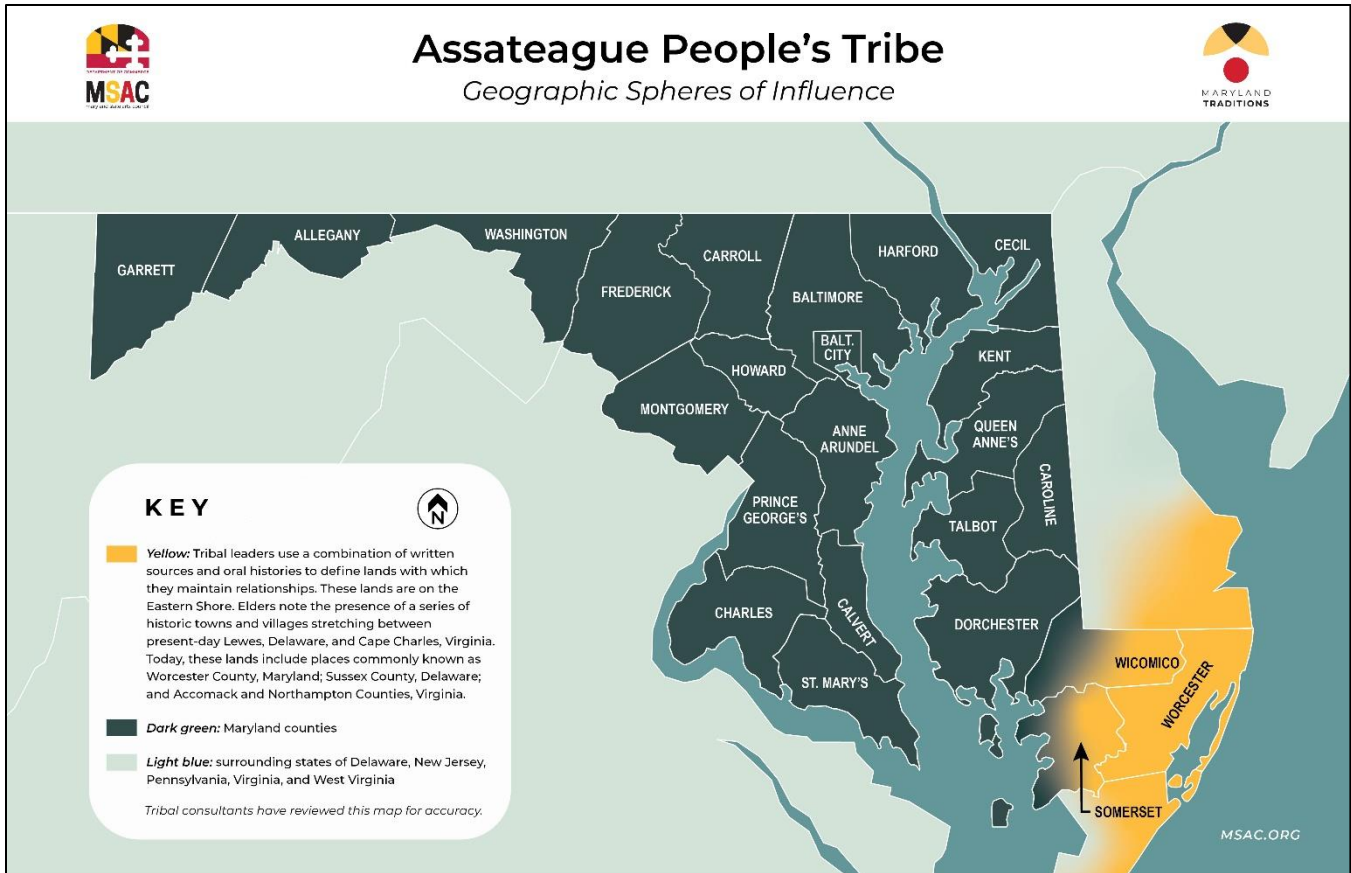 Assateague People's Tribe
Geographic Spheres of Influence
DEPARTMENT OF COMMERCE
MSAC
maryland state arts council
MARYLAND
TRADITIONS
GARRETT
ALLEGANY
WASHINGTON
FREDERICK
CARROLL
BALTIMORE
HARFORD
CECIL
BALT.
CITY
HOWARD
KENT
MONTGOMERY
ANNE
ARUNDEL
QUEEN
ANNE'S
CAROLINE
PRINCE
GEORGE'S
TALBOT
CHARLES
CALVERT
DORCHESTER
ST. MARY'S
WICOMICO
WORCESTER
SOMERSET
KEY
N
Yellow: Tribal leaders use a combination of written
sources and oral histories to define lands with which
they maintain relationships. These lands are on the
Eastern Shore. Elders note the presence of a series of
historic towns and villages stretching between
present-day Lewes, Delaware, and Cape Charles, Virginia.
Today, these lands include places commonly known as
Worcester County, Maryland; Sussex County, Delaware;
and Accomack and Northampton Counties, Virginia.
Dark green: Maryland counties
Light blue: surrounding states of Delaware, New Jersey,
Pennsylvania, Virginia, and West Virginia
Tribal consultants have reviewed this map for accuracy.
MSAC.ORG